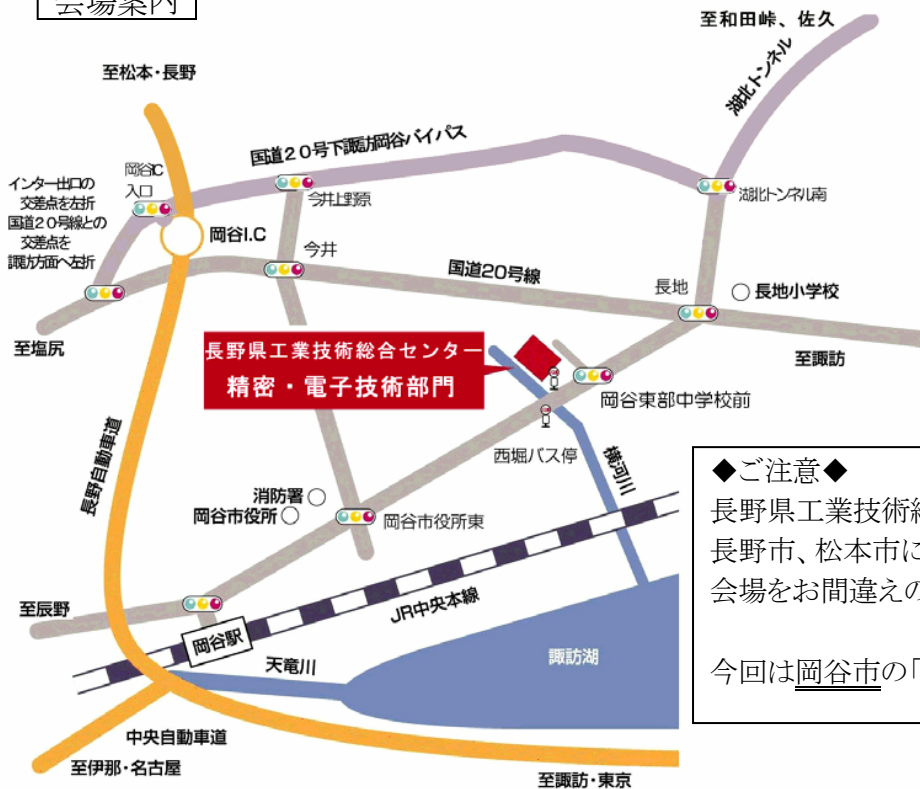 会場案内
至和田峠、佐久
至松本・長野
湖北トンネル
国道20号下諏訪岡谷バイパス
岡谷IC
入口
インター出口の
交差点を左折
国道20号線との
交差点を
諏訪方面へ左折
今井上野原
湖北トンネル南
岡谷I.C
今井
国道20号線
長地
長地小学校
至塩尻
至諏訪
長野県工業技術総合センター
精密・電子技術部門
岡谷東部中学校前
長野自動車道
西堀バス停
横河川
消防署
岡谷市役所
岡谷市役所東
◆ご注意◆
長野県工業技術総
長野市、松本市に
会場をお間違えの
今回は岡谷市の「
至辰野
JR中央本線
岡谷駅
天竜川
諏訪湖
中央自動車道
至伊那・名古屋
至諏訪・東京